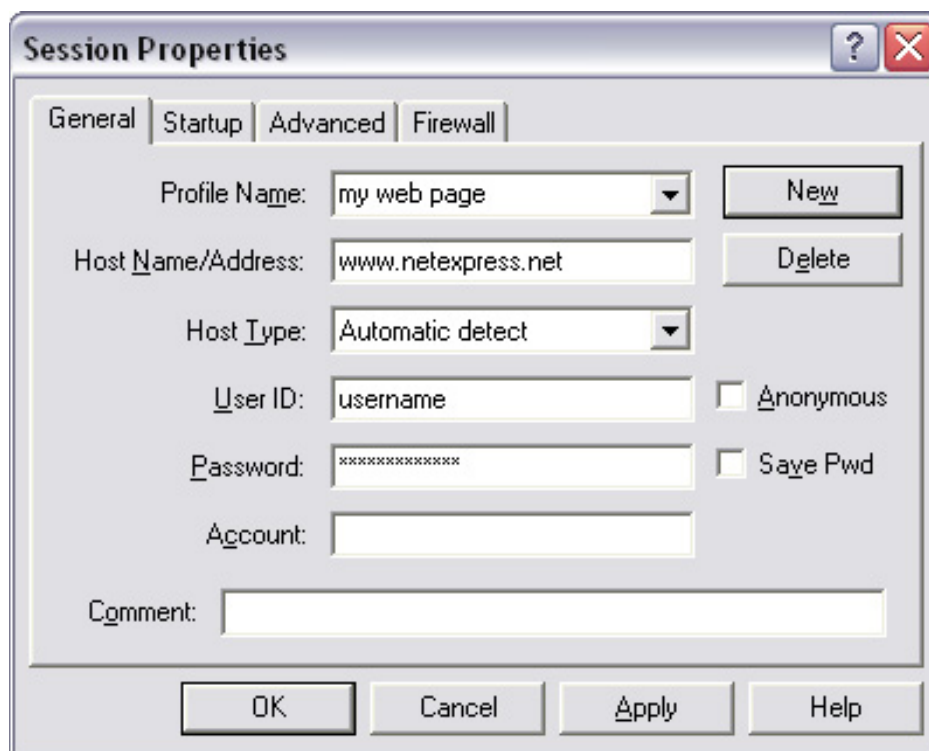 Session Properties
General Startup Advanced Firewall
Profile Name: my web page New
Host Name/Address: www.netexpress.net Delete
Host Type: Automatic detect
User ID: username Anonymous
Password: ************* Save Pwd
Account:
Comment:
OK Cancel Apply Help